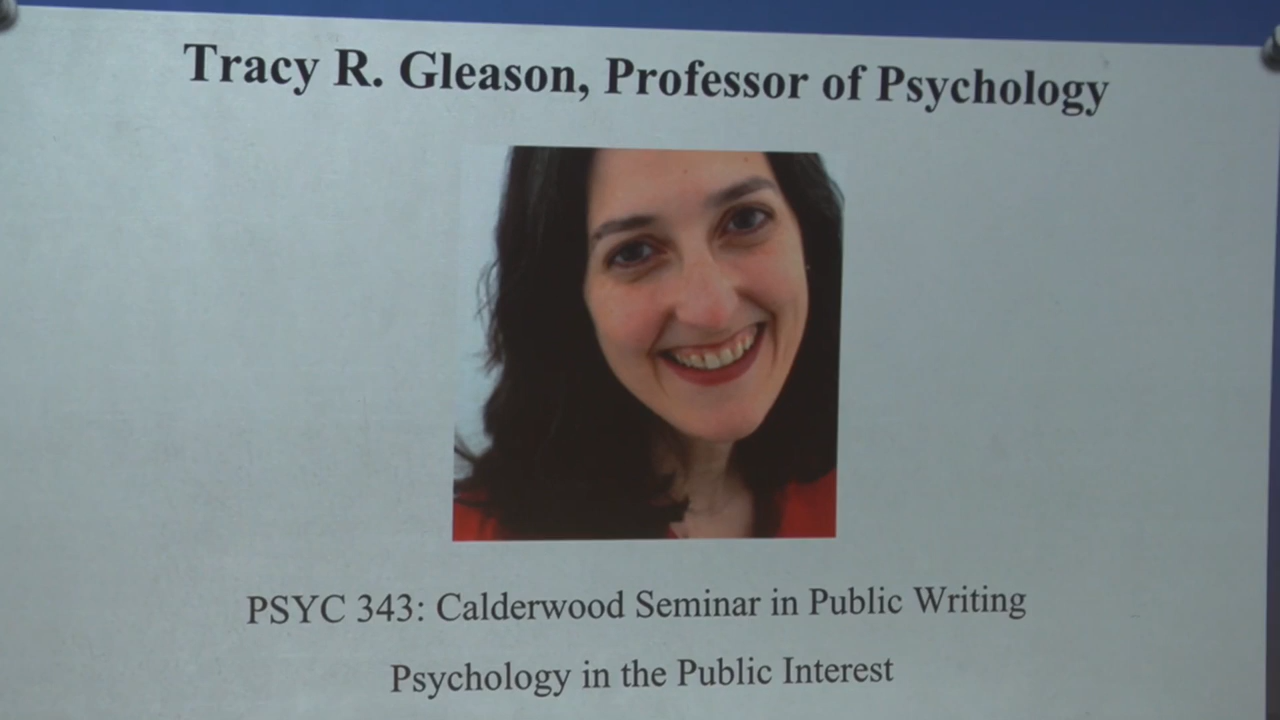 Tracy R. Gleason, Professor of Psychology
PSYC 343: Calderwood Seminar in Public Writing
Psychology in the Public Interest